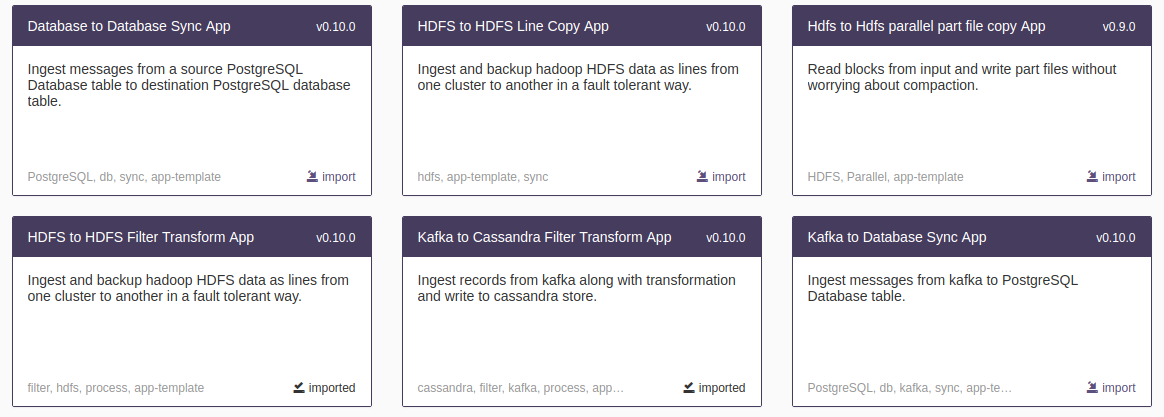 Database to Database Sync App v0.10.0
Ingest messages from a source PostgreSQL
Database table to destination PostgreSQL database
table.
PostgreSQL, db, sync, app-template import
HDFS to HDFS Line Copy App v0.10.0
Ingest and backup hadoop HDFS data as lines from
one cluster to another in a fault tolerant way.
hdfs, app-template, sync import
Hdfs to Hdfs parallel part file copy App v0.9.0
Read blocks from input and write part files without
worrying about compaction.
HDFS, Parallel, app-template import
HDFS to HDFS Filter Transform App v0.10.0
Ingest and backup hadoop HDFS data as lines from
one cluster to another in a fault tolerant way.
filter, hdfs, process, app-template imported
Kafka to Cassandra Filter Transform App v0.10.0
Ingest records from kafka along with transformation
and write to cassandra store.
cassandra, filter, kafka, process, app… imported
Kafka to Database Sync App v0.10.0
Ingest messages from kafka to PostgreSQL
Database table.
PostgreSQL, db, kafka, sync, app-te… import